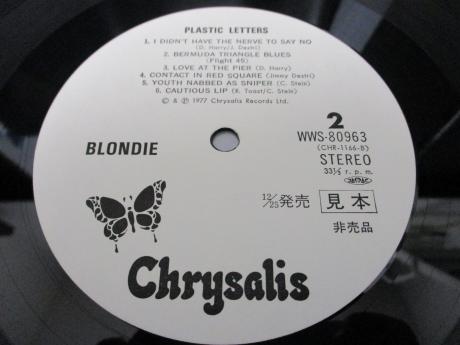 PLASTIC LETTERS
1. I DIDN'T HAVE THE NERVE TO SAY NO
(D. Harry/J. Destri)
2. BERMUDA TRIANGLE BLUES
(Flight 45)
3. LOVE AT THE PIER (D. Harry)
4. CONTACT IN RED SQUARE (Jimmy Destri)
5. YOUTH NABBED AS SNIPER (C. Stein)
6. CAUTIOUS LIP (R. Toast/C. Stein)
© & ℗ 1977 Chrysalis Records Ltd.
BLONDIE
2
WWS-80963
(CHR-1166-B)
STEREO
33⅓ r. p. m.
12/25発売 見本
非売品
Chrysalis